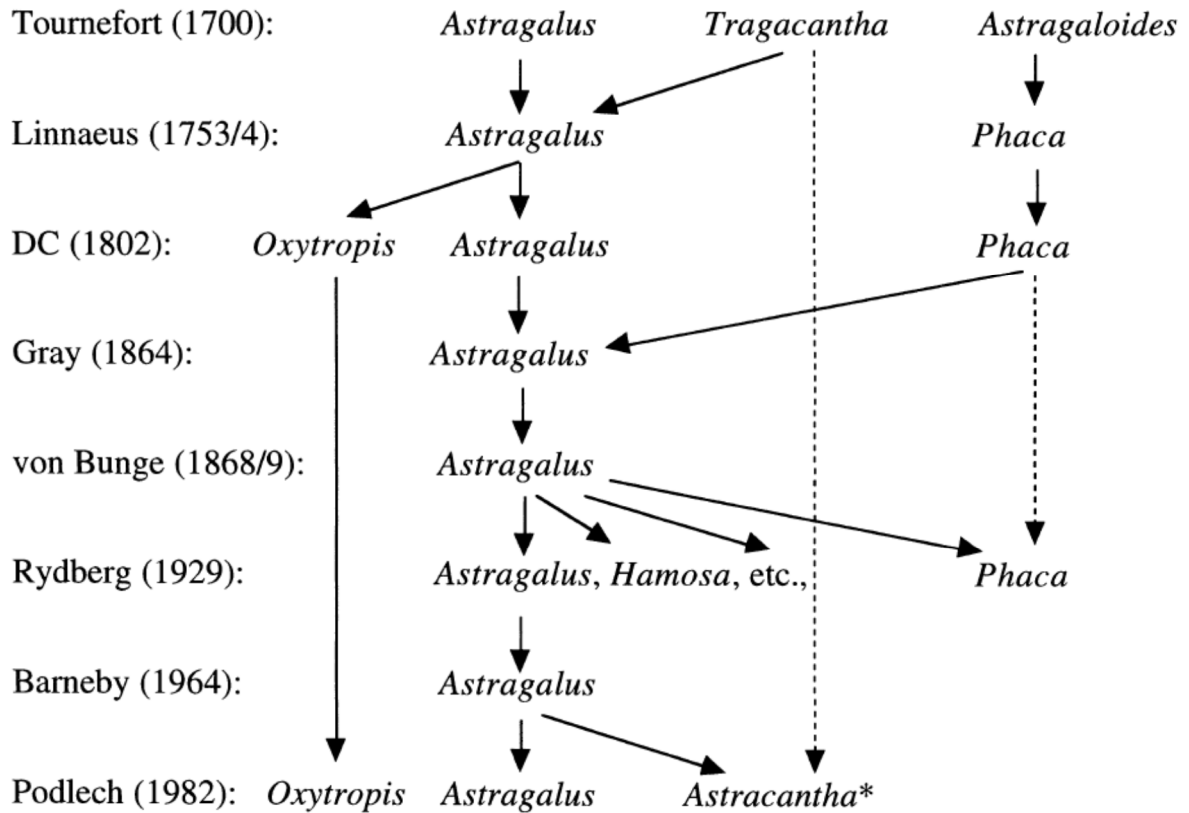 Tournefort (1700): Astragalus Tragacantha Astragaloides
Linnaeus (1753/4): Astragalus Phaca
DC (1802): Oxytropis Astragalus Phaca
Gray (1864): Astragalus
von Bunge (1868/9): Astragalus
Rydberg (1929): Astragalus, Hamosa, etc., Phaca
Barneby (1964): Astragalus
Podlech (1982): Oxytropis Astragalus Astracantha*